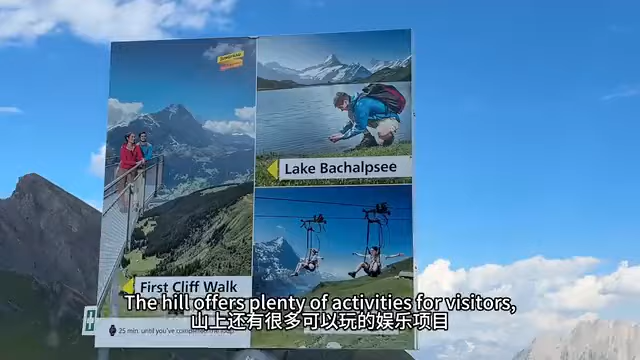 Lake Bachalpsee
First Cliff Walk
25 min. until you've completed the loop
The hill offers plenty of activities for visitors,
山上还有很多可以玩的娱乐项目